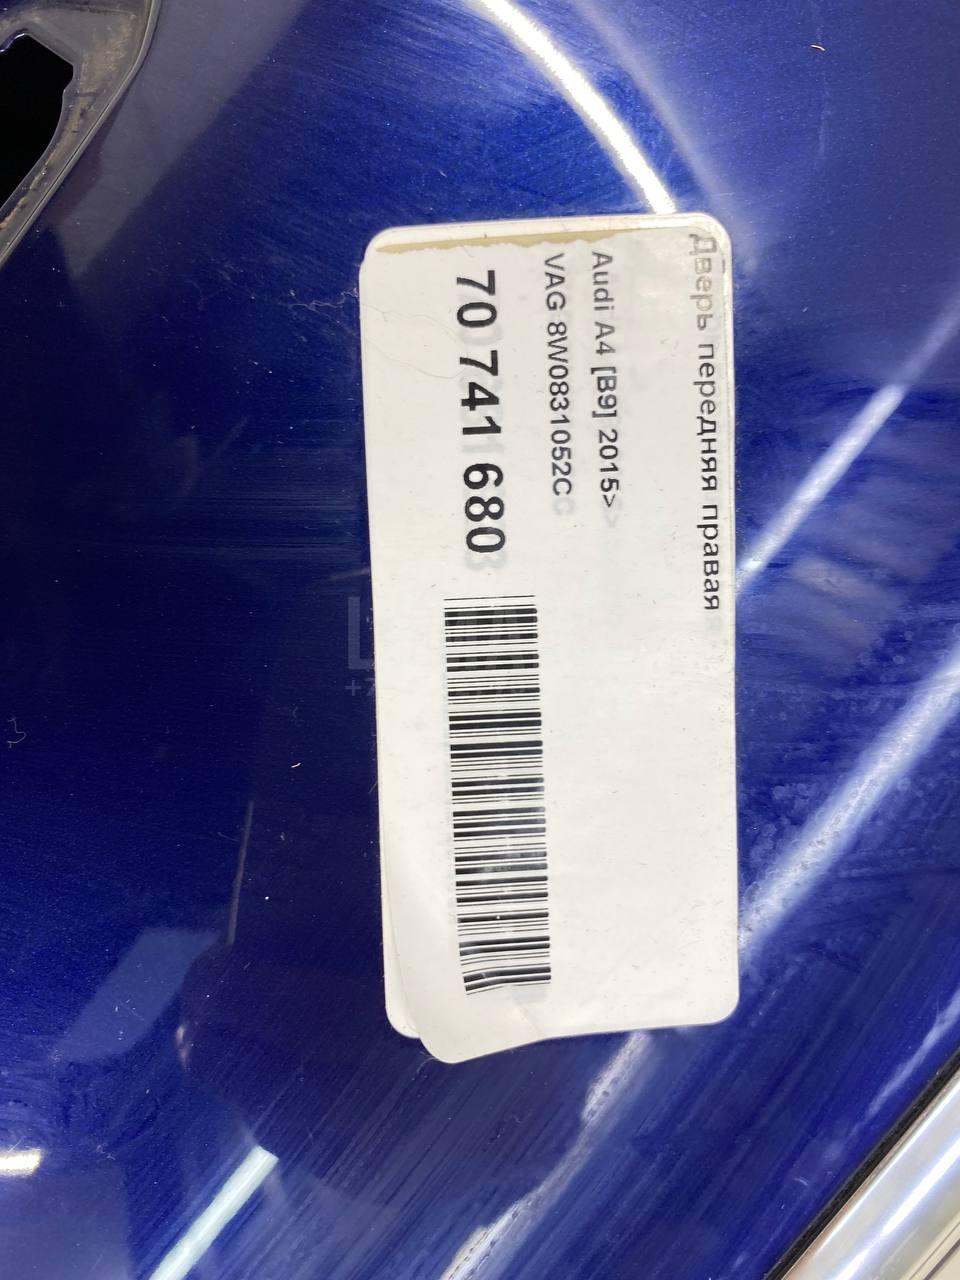 Дверь передняя правая
Audi A4 [B9] 2015>
VAG 8W0831052C
70 741 680